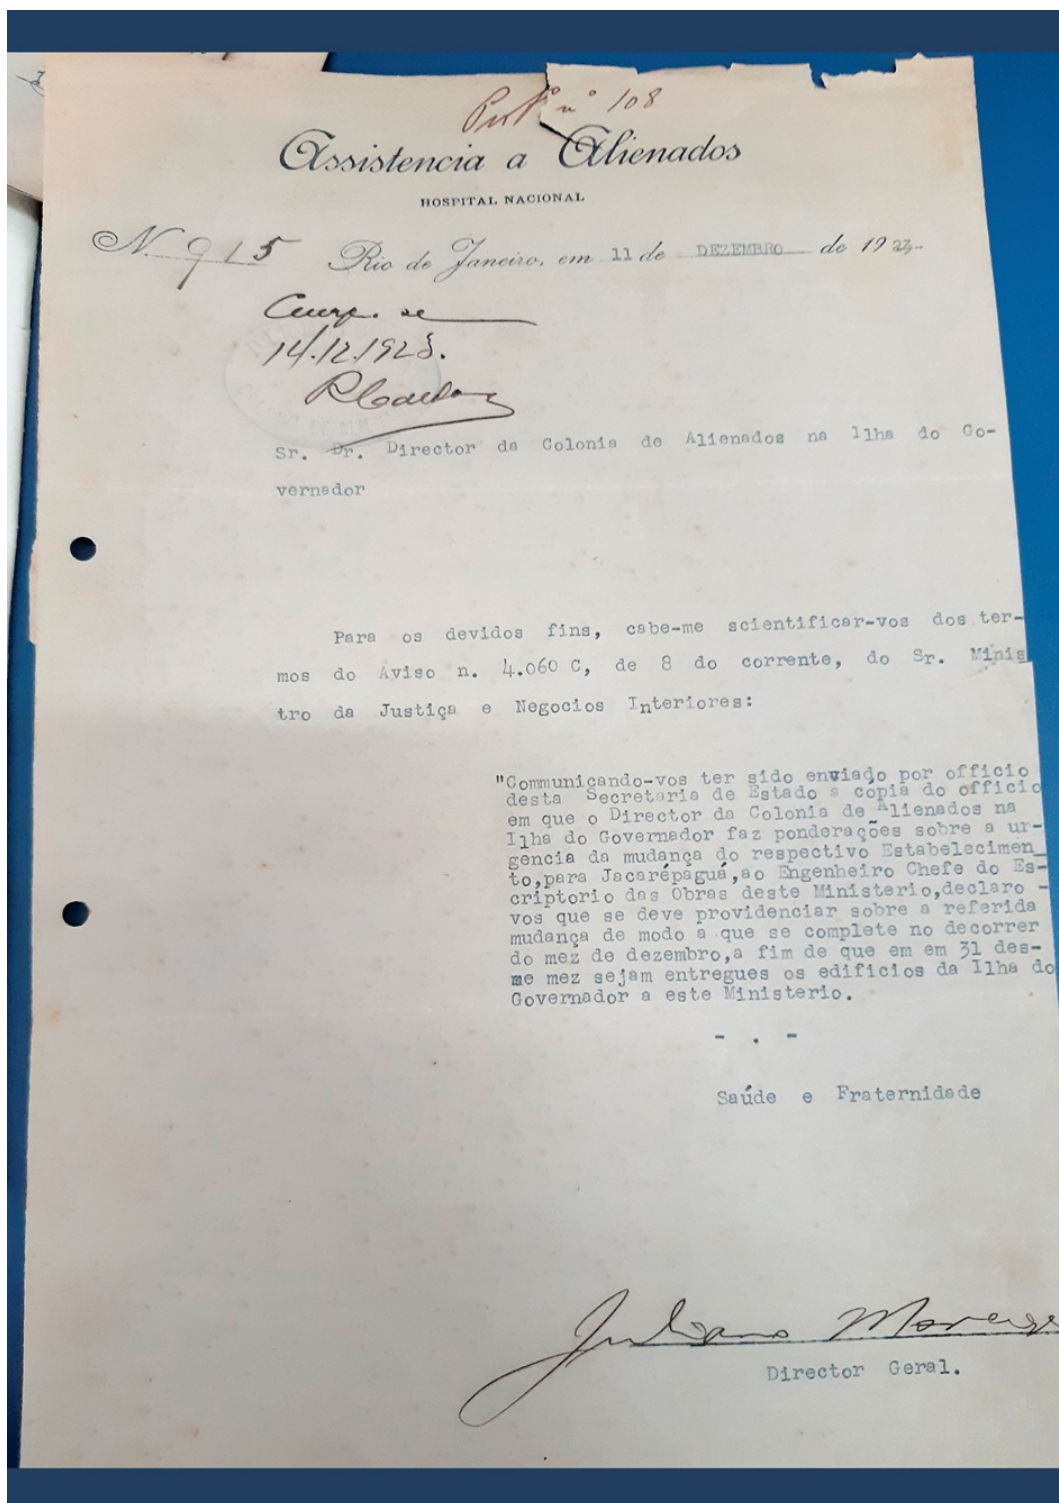 nº 108
Assistencia a Alienados
HOSPITAL NACIONAL
N. 915 Rio de Janeiro, em 11 de DEZEMBRO de 1923
Cumpr. se
14.12.1923.
Sr. Dr. Director da Colonia de Alienados na Ilha do Go-
vernador
Para os devidos fins, cabe-me scientificar-vos dos ter-
mos do Aviso n. 4.060 C, de 8 do corrente, do Sr. Minis
tro da Justiça e Negocios Interiores:
"Communicando-vos ter sido enviado por officio
desta Secretaria de Estado a copia do officio
em que o Director da Colonia de Alienados na
Ilha do Governador faz ponderações sobre a ur-
gencia da mudança do respectivo Estabelecimen_
to,para Jacarépaguá,ao Engenheiro Chefe do Es-
criptorio das Obras deste Ministerio,declaro -
vos que se deve providenciar sobre a referida
mudança de modo a que se complete no decorrer
do mez de dezembro,a fim de que em em 31 des-
me mez sejam entregues os edificios da Ilha do
Governador a este Ministerio.
- . -
Saúde e Fraternidade
Juliano Moreira
Director Geral.